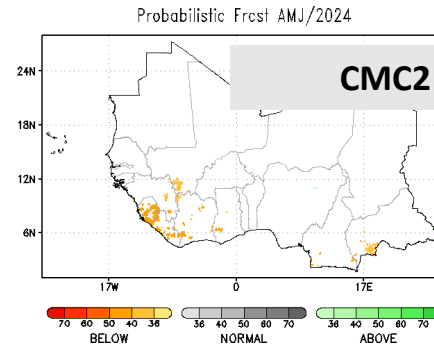 Probabilistic Frcst AMJ/2024
CMC2
24N
18N
12N
6N
17W 0 17E
70 60 50 40 36 36 40 50 60 70 36 40 50 60 70
BELOW NORMAL ABOVE